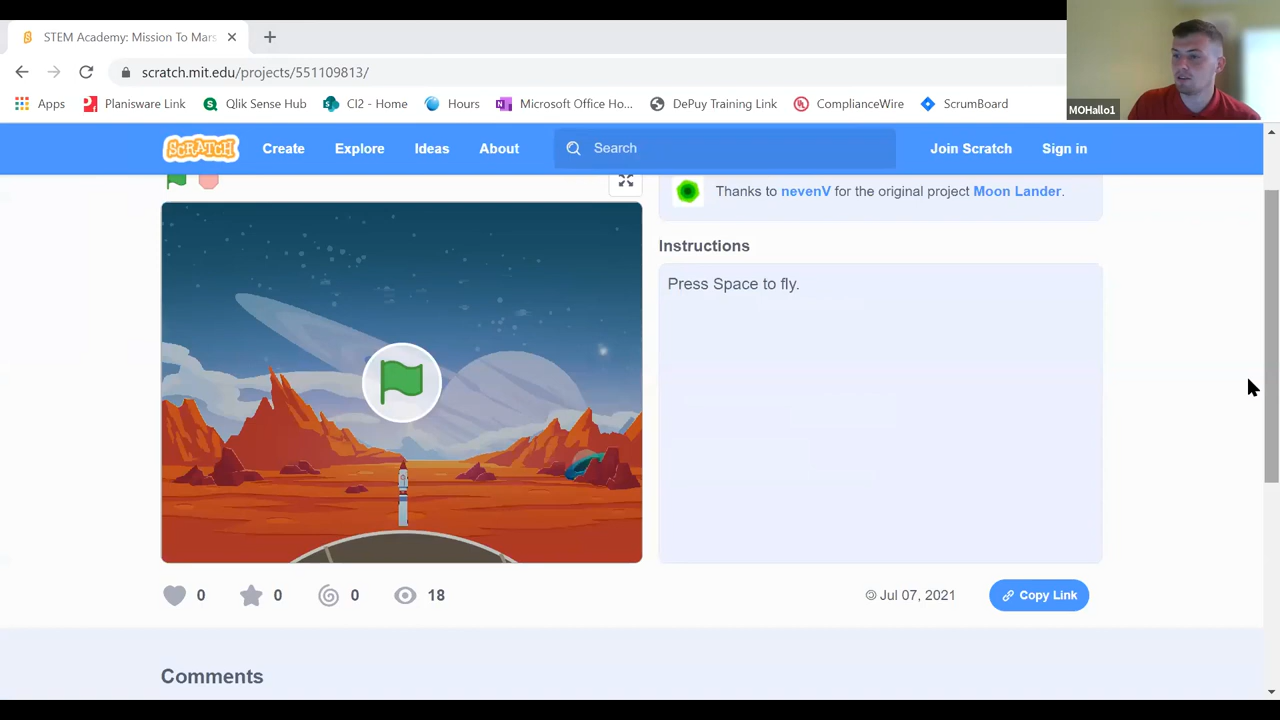 STEM Academy: Mission To Mars
scratch.mit.edu/projects/551109813/
Apps Planisware Link Qlik Sense Hub CI2 - Home Hours Microsoft Office Ho... DePuy Training Link ComplianceWire ScrumBoard
MOHallo1
SCRATCH Create Explore Ideas About Search Join Scratch Sign in
Thanks to nevenV for the original project Moon Lander.
Instructions
Press Space to fly.
0 0 0 18 Jul 07, 2021 Copy Link
Comments